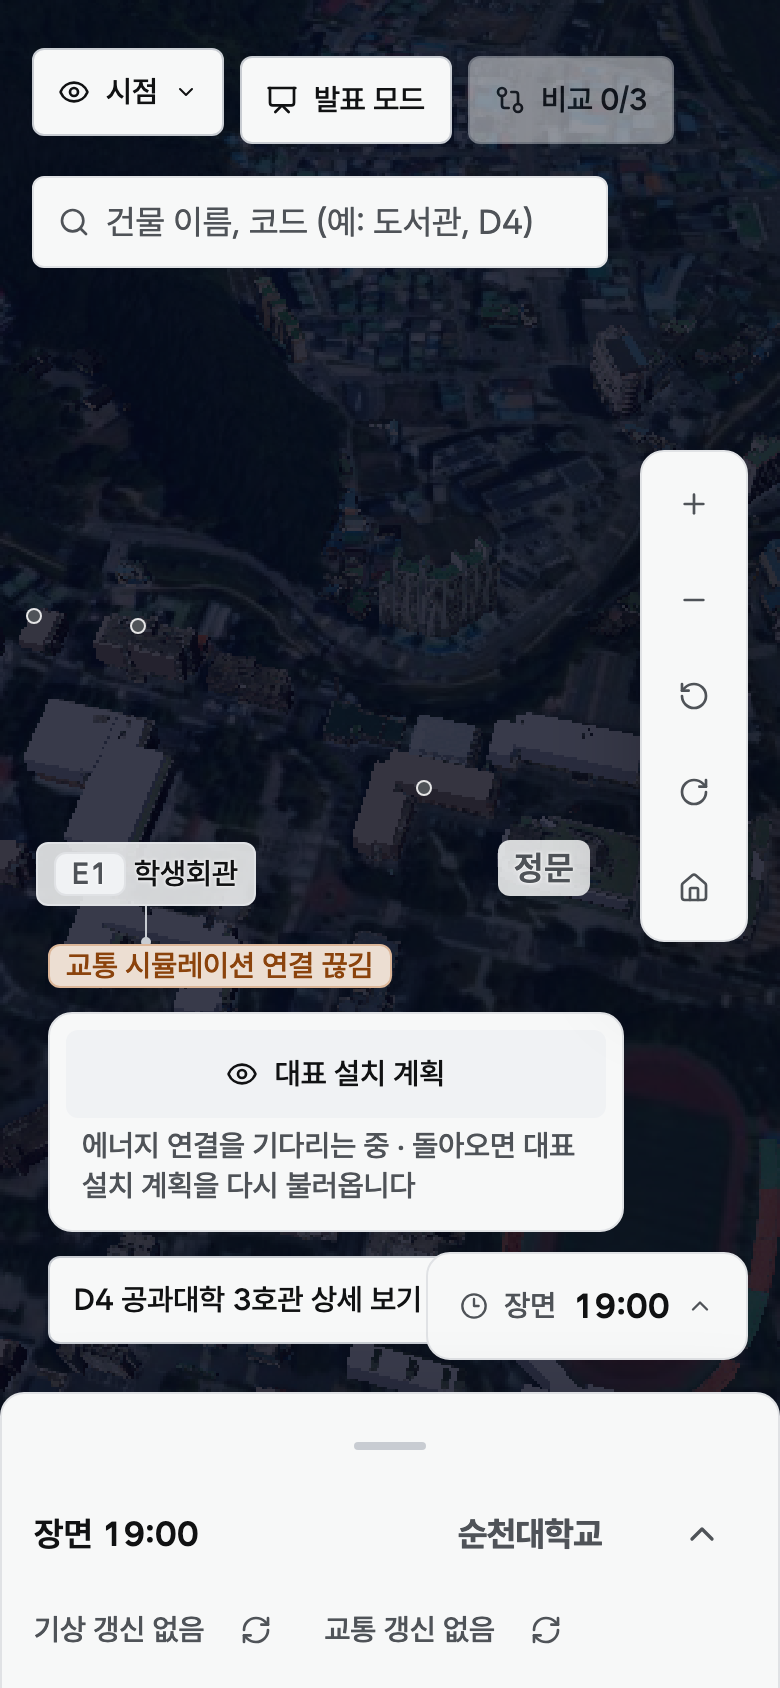 시점
발표 모드
비교 0/3
건물 이름, 코드 (예: 도서관, D4)
E1 학생회관
정문
교통 시뮬레이션 연결 끊김
대표 설치 계획
에너지 연결을 기다리는 중 · 돌아오면 대표
설치 계획을 다시 불러옵니다
D4 공과대학 3호관 상세 보기
장면 19:00
장면 19:00
순천대학교
기상 갱신 없음
교통 갱신 없음